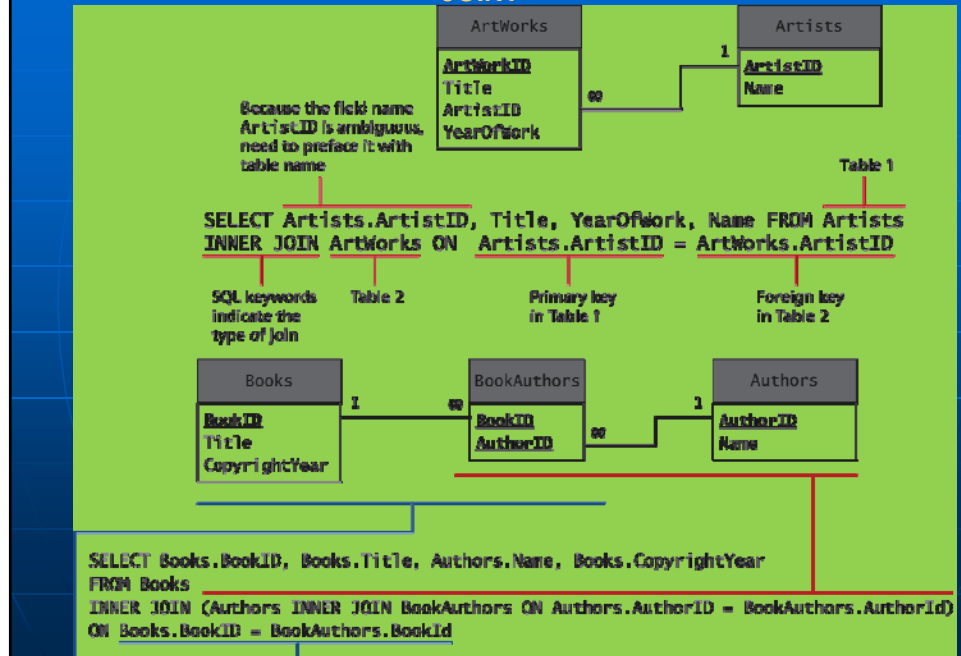 ArtWorks
ArtWorkID
Title
ArtistID
YearOfWork
∞
1
Artists
ArtistID
Name
Because the field name
ArtistID is ambiguous,
need to preface it with
table name
Table 1
SELECT Artists.ArtistID, Title, YearOfWork, Name FROM Artists
INNER JOIN ArtWorks ON Artists.ArtistID = ArtWorks.ArtistID
SQL keywords
indicate the
type of join
Table 2
Primary key
in Table 1
Foreign key
in Table 2
Books
BookID
Title
CopyrightYear
1
∞
BookAuthors
BookID
AuthorID
∞
1
Authors
AuthorID
Name
SELECT Books.BookID, Books.Title, Authors.Name, Books.CopyrightYear
FROM Books
INNER JOIN (Authors INNER JOIN BookAuthors ON Authors.AuthorID = BookAuthors.AuthorId)
ON Books.BookID = BookAuthors.BookId